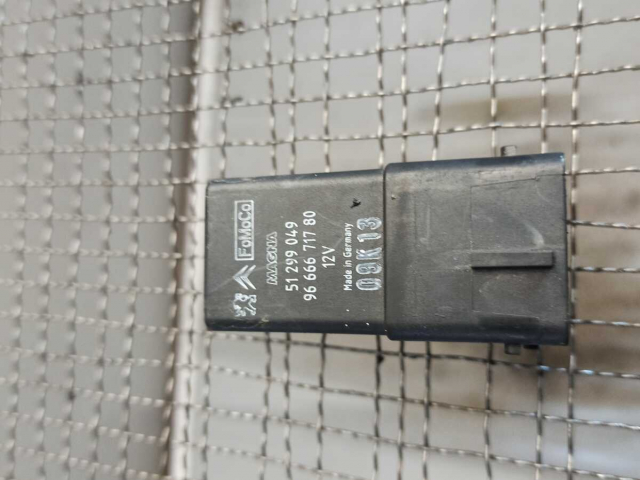 FoMoCo
MAGNA
51 299 049
96 666 717 80
12V
Made in Germany
09K13